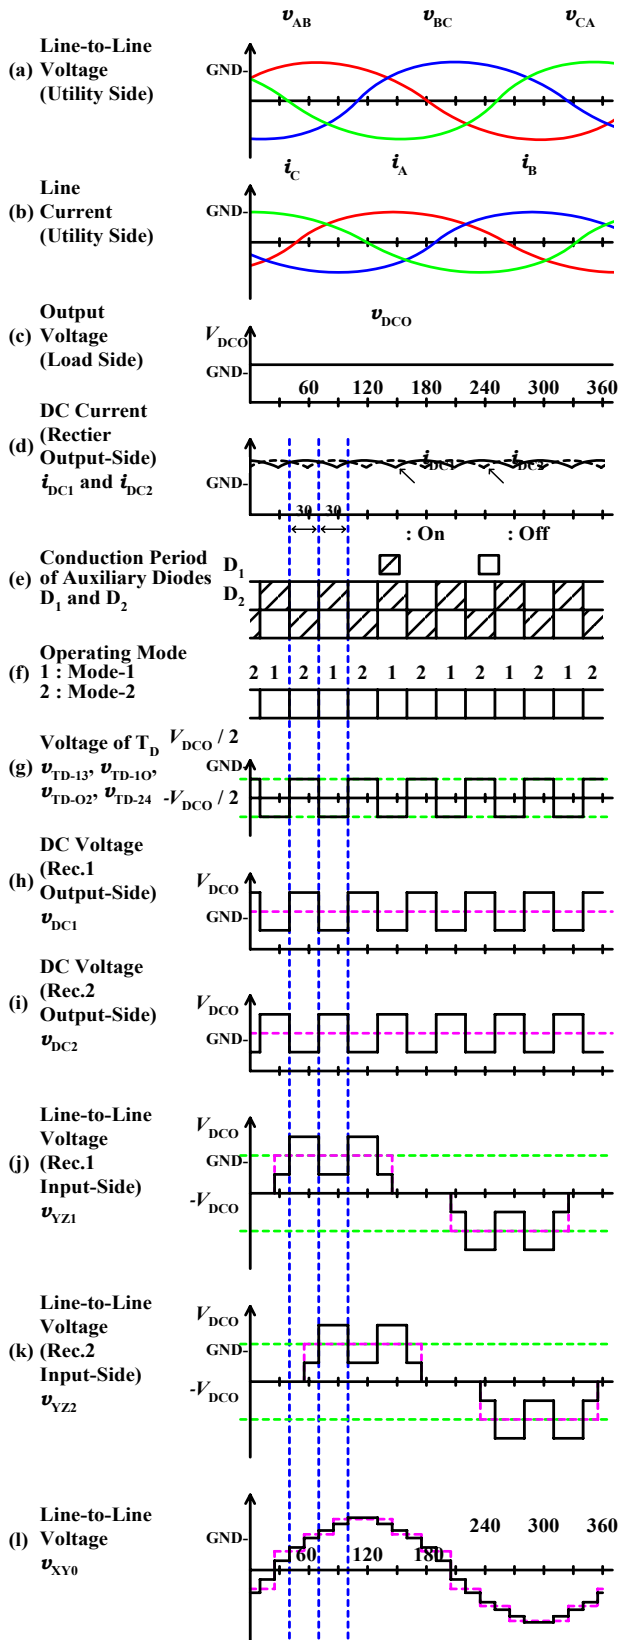 v_AB v_BC v_CA
(a) Line-to-Line Voltage (Utility Side)
GND-
i_C i_A i_B
(b) Line Current (Utility Side)
GND-
(c) Output Voltage (Load Side)
v_DCO
V_DCO
GND-
60 120 180 240 300 360
(d) DC Current (Rectier Output-Side) i_DC1 and i_DC2
i_DC1 i_DC2
GND-
30 30
: On : Off
(e) Conduction Period of Auxiliary Diodes D_1 and D_2
D_1
D_2
(f) Operating Mode 1 : Mode-1 2 : Mode-2
2 1 2 1 2 1 2 1 2 1 2 1 2
(g) Voltage of T_D v_TD-13, v_TD-1O, v_TD-O2, v_TD-24
V_DCO / 2
GND-
-V_DCO / 2
(h) DC Voltage (Rec.1 Output-Side) v_DC1
V_DCO
GND-
(i) DC Voltage (Rec.2 Output-Side) v_DC2
V_DCO
GND-
(j) Line-to-Line Voltage (Rec.1 Input-Side) v_YZ1
V_DCO
GND-
-V_DCO
(k) Line-to-Line Voltage (Rec.2 Input-Side) v_YZ2
V_DCO
GND-
-V_DCO
(l) Line-to-Line Voltage v_XY0
GND-
60 120 180 240 300 360